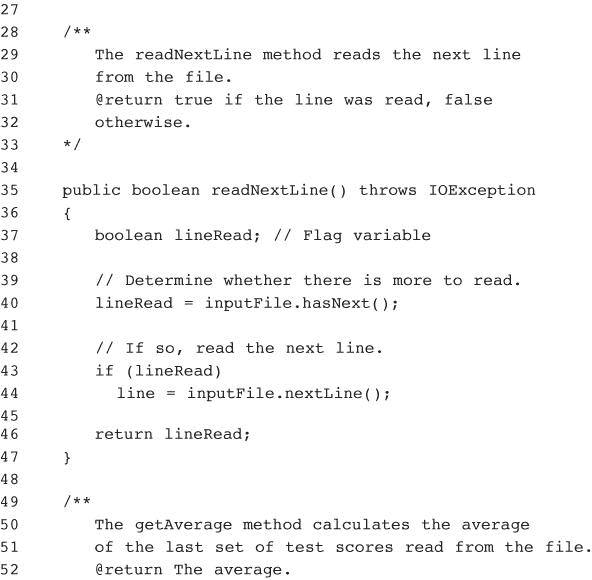 27
28 /**
29 The readNextLine method reads the next line
30 from the file.
31 @return true if the line was read, false
32 otherwise.
33 */
34
35 public boolean readNextLine() throws IOException
36 {
37 boolean lineRead; // Flag variable
38
39 // Determine whether there is more to read.
40 lineRead = inputFile.hasNext();
41
42 // If so, read the next line.
43 if (lineRead)
44 line = inputFile.nextLine();
45
46 return lineRead;
47 }
48
49 /**
50 The getAverage method calculates the average
51 of the last set of test scores read from the file.
52 @return The average.